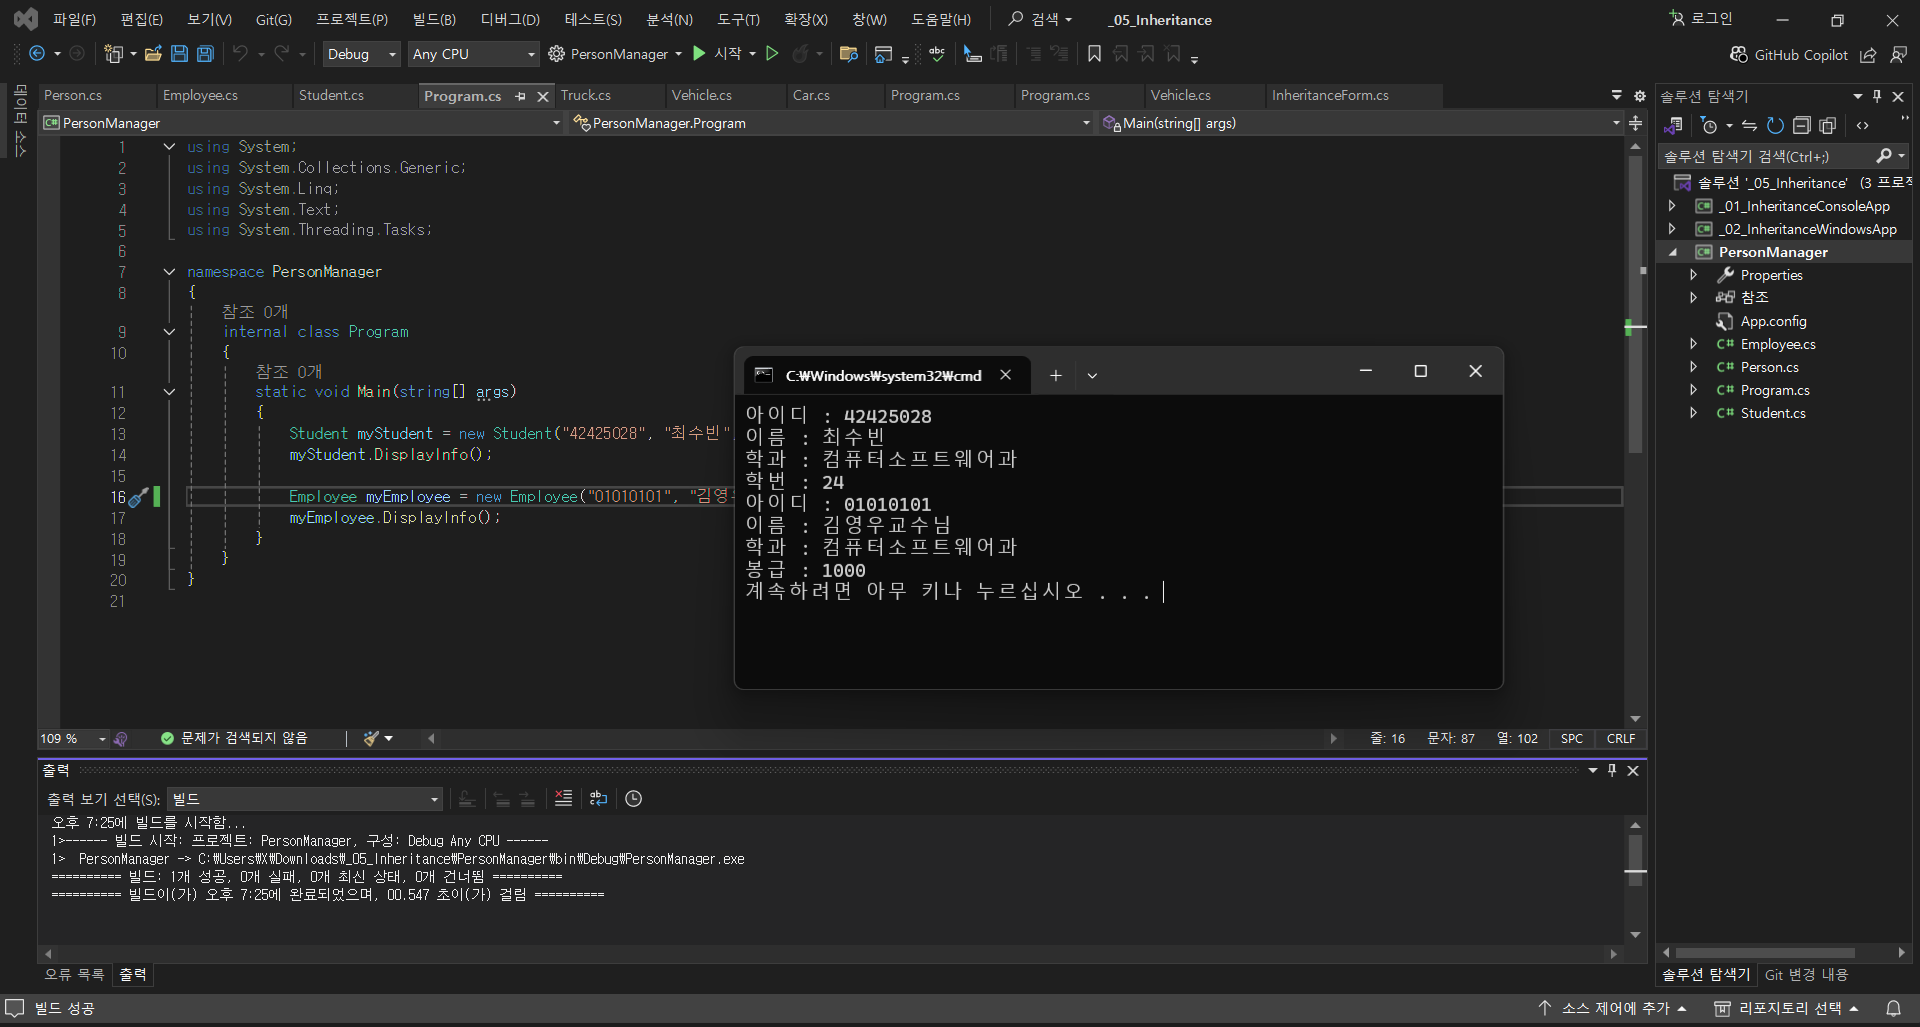 파일(F) 편집(E) 보기(V) Git(G) 프로젝트(P) 빌드(B) 디버그(D) 테스트(S) 분석(N) 도구(T) 확장(X) 창(W) 도움말(H) 검색 _05_Inheritance 로그인
Debug Any CPU PersonManager 시작 GitHub Copilot
데이터 소스
Person.cs Employee.cs Student.cs Program.cs Truck.cs Vehicle.cs Car.cs Program.cs Program.cs Vehicle.cs InheritanceForm.cs
PersonManager PersonManager.Program Main(string[] args)
1 using System;
2 using System.Collections.Generic;
3 using System.Linq;
4 using System.Text;
5 using System.Threading.Tasks;
6
7 namespace PersonManager
8 {
참조 0개
9 internal class Program
10 {
참조 0개
11 static void Main(string[] args)
12 {
13 Student myStudent = new Student("42425028", "최수빈"
14 myStudent.DisplayInfo();
15
16 Employee myEmployee = new Employee("01010101", "김영
17 myEmployee.DisplayInfo();
18 }
19 }
20 }
21
C:₩Windows₩system32₩cmd
아이디 : 42425028
이름 : 최수빈
학과 : 컴퓨터소프트웨어과
학번 : 24
아이디 : 01010101
이름 : 김영우교수님
학과 : 컴퓨터소프트웨어과
봉급 : 1000
계속하려면 아무 키나 누르십시오 . . .
109 % 문제가 검색되지 않음 줄: 16 문자: 87 열: 102 SPC CRLF
출력
출력 보기 선택(S): 빌드
오후 7:25에 빌드를 시작함...
1>------ 빌드 시작: 프로젝트: PersonManager, 구성: Debug Any CPU ------
1> PersonManager -> C:₩Users₩X₩Downloads₩_05_Inheritance₩PersonManager₩bin₩Debug₩PersonManager.exe
========== 빌드: 1개 성공, 0개 실패, 0개 최신 상태, 0개 건너뜀 ==========
========== 빌드이(가) 오후 7:25에 완료되었으며, 00.547 초이(가) 걸림 ==========
오류 목록 출력
솔루션 탐색기
솔루션 탐색기 검색(Ctrl+;)
솔루션 '_05_Inheritance' (3 프로젝
_01_InheritanceConsoleApp
_02_InheritanceWindowsApp
PersonManager
Properties
참조
App.config
C# Employee.cs
C# Person.cs
C# Program.cs
C# Student.cs
솔루션 탐색기 Git 변경 내용
빌드 성공 소스 제어에 추가 리포지토리 선택